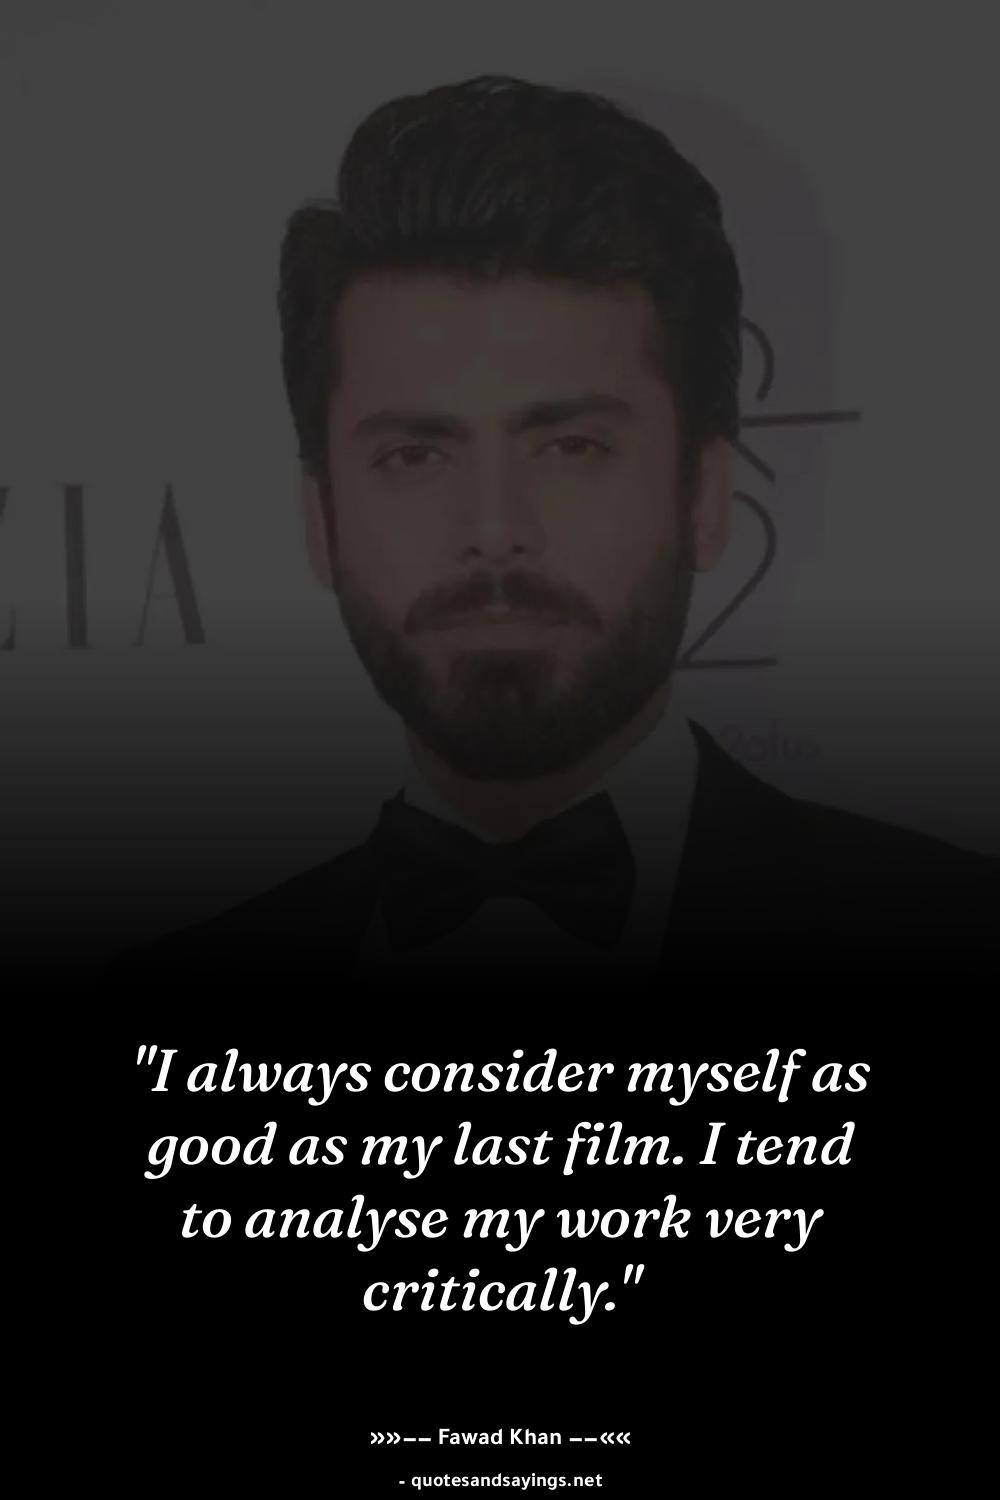 ZIA
"I always consider myself as
good as my last film. I tend
to analyse my work very
critically."
»»–– Fawad Khan ––««
- quotesandsayings.net